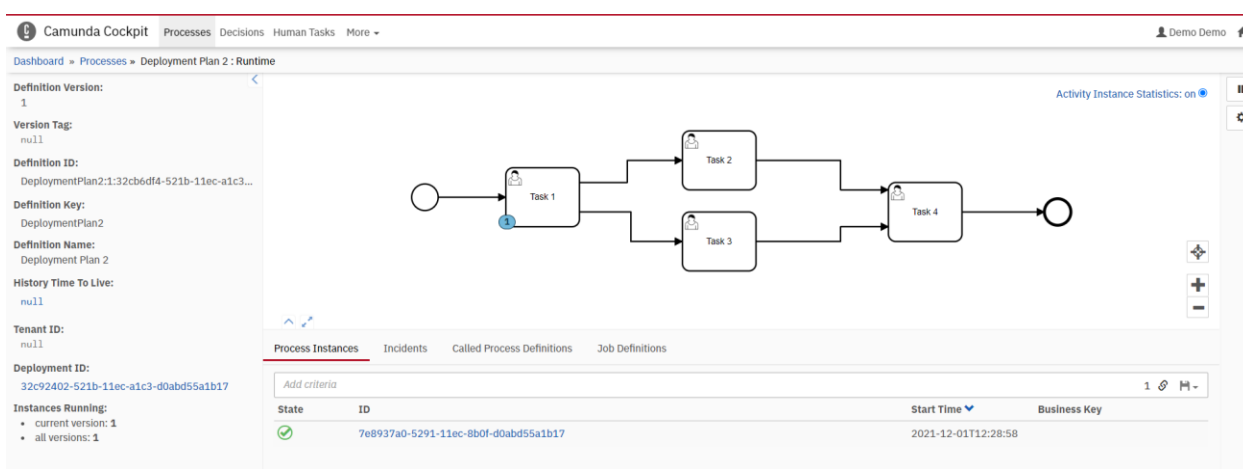 Camunda Cockpit Processes Decisions Human Tasks More Demo Demo
Dashboard » Processes » Deployment Plan 2 : Runtime
Definition Version:
1
Version Tag:
null
Definition ID:
DeploymentPlan2:1:32cb6df4-521b-11ec-a1c3...
Definition Key:
DeploymentPlan2
Definition Name:
Deployment Plan 2
History Time To Live:
null
Tenant ID:
null
Deployment ID:
32c92402-521b-11ec-a1c3-d0abd55a1b17
Instances Running:
• current version: 1
• all versions: 1
Activity Instance Statistics: on
Task 1
1
Task 2
Task 3
Task 4
Process Instances Incidents Called Process Definitions Job Definitions
Add criteria 1
State ID Start Time Business Key
7e8937a0-5291-11ec-8b0f-d0abd55a1b17 2021-12-01T12:28:58